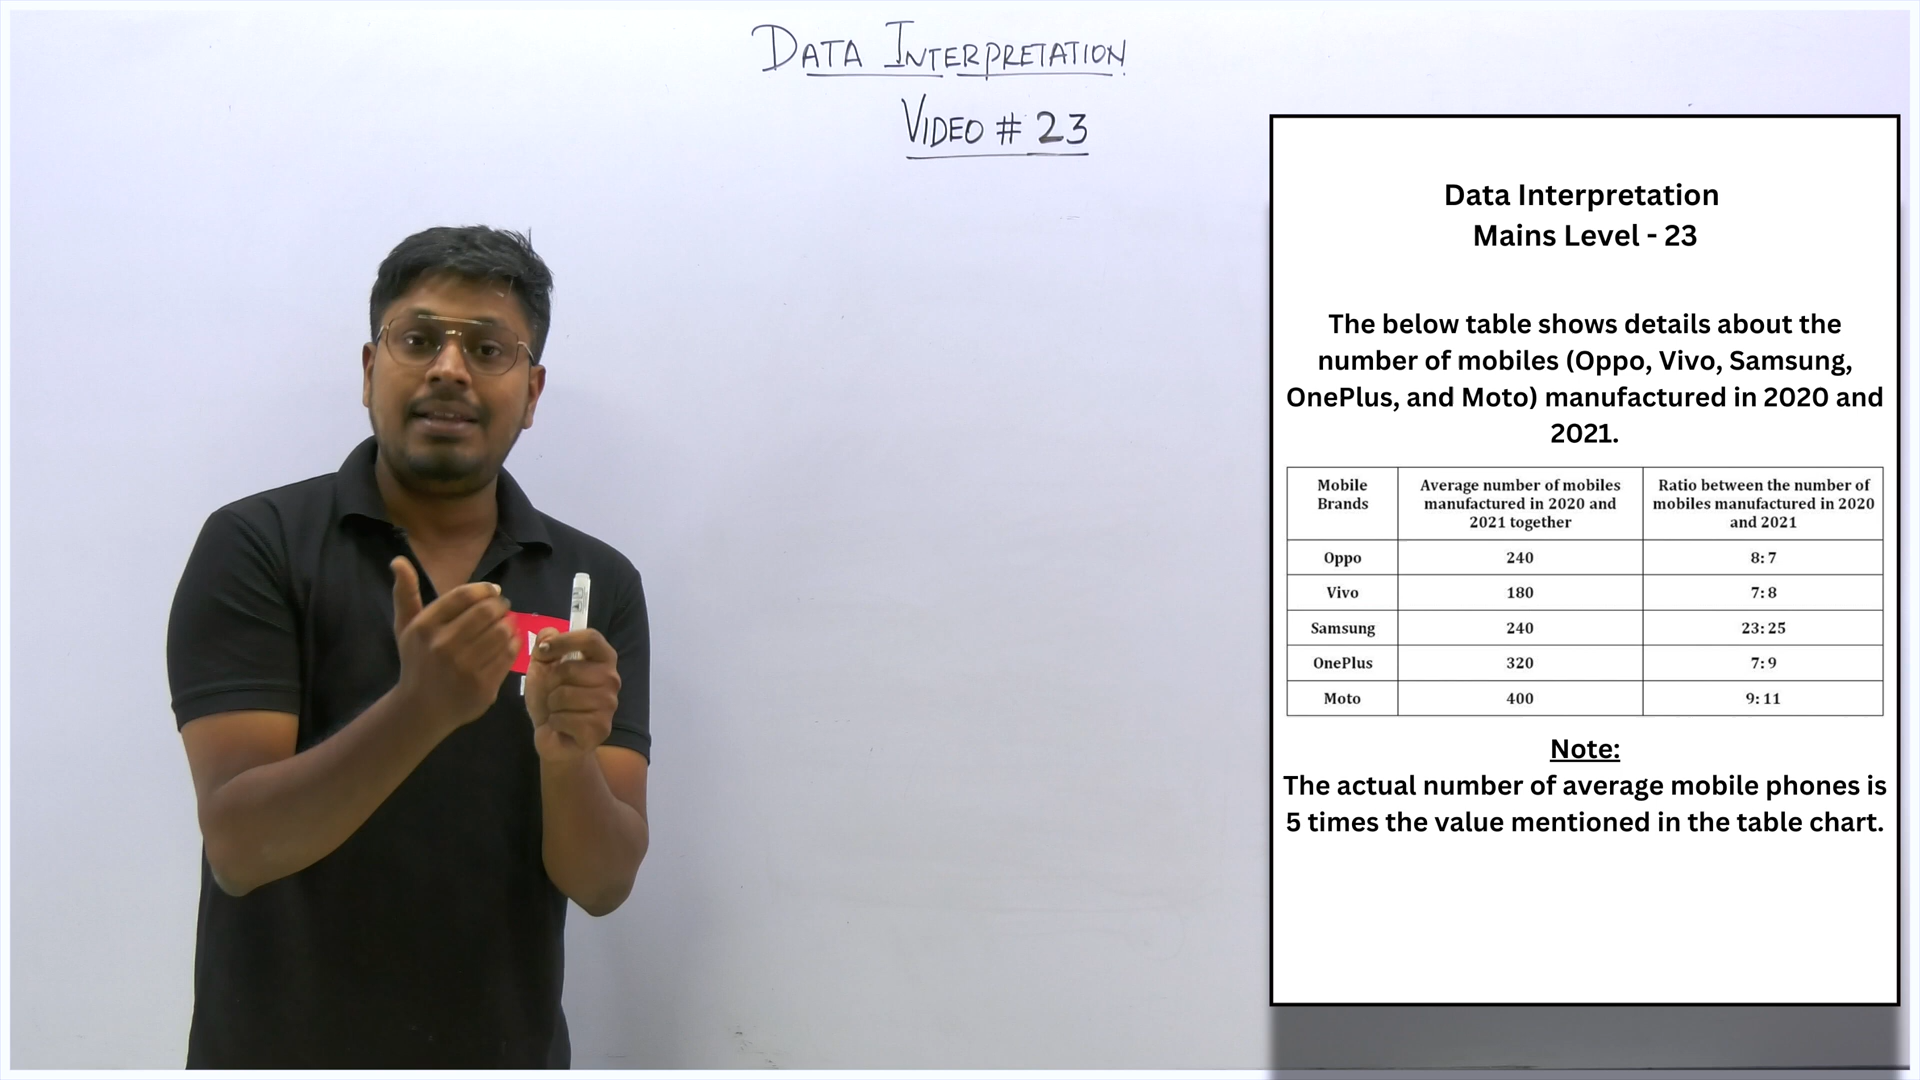 DATA INTERPRETATION
VIDEO # 23
Data Interpretation
Mains Level - 23
The below table shows details about the
number of mobiles (Oppo, Vivo, Samsung,
OnePlus, and Moto) manufactured in 2020 and
2021.
Mobile Brands | Average number of mobiles manufactured in 2020 and 2021 together | Ratio between the number of mobiles manufactured in 2020 and 2021
Oppo | 240 | 8:7
Vivo | 180 | 7:8
Samsung | 240 | 23:25
OnePlus | 320 | 7:9
Moto | 400 | 9:11
Note:
The actual number of average mobile phones is
5 times the value mentioned in the table chart.